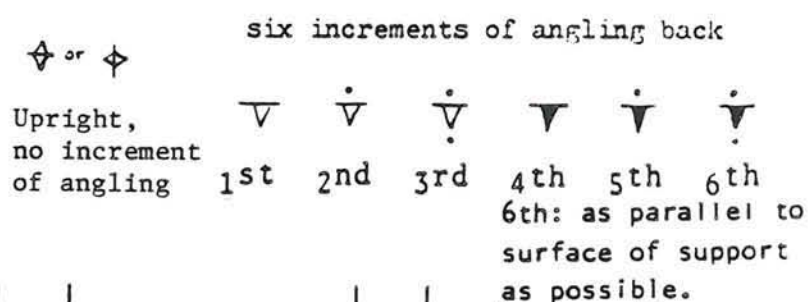 six increments of angling back
or
Upright,
no increment
of angling
1st 2nd 3rd 4th 5th 6th
6th: as parallel to
surface of support
as possible.